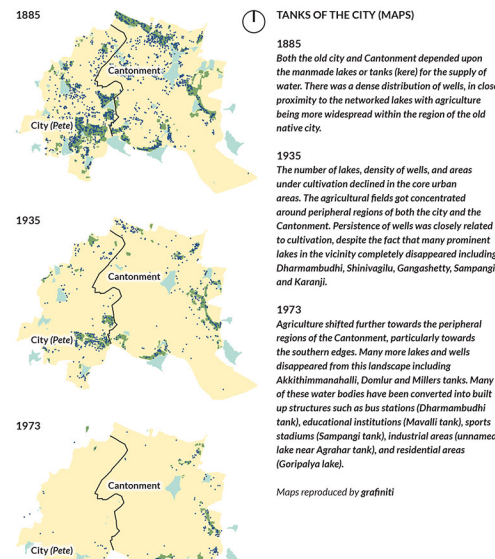 1885
Cantonment
City (Pete)
1935
Cantonment
City (Pete)
1973
Cantonment
City (Pete)
TANKS OF THE CITY (MAPS)
1885
Both the old city and Cantonment depended upon
the manmade lakes or tanks (kere) for the supply of
water. There was a dense distribution of wells, in close
proximity to the networked lakes with agriculture
being more widespread within the region of the old
native city.
1935
The number of lakes, density of wells, and areas
under cultivation declined in the core urban
areas. The agricultural fields got concentrated
around peripheral regions of both the city and the
Cantonment. Persistence of wells was closely related
to cultivation, despite the fact that many prominent
lakes in the vicinity completely disappeared including
Dharmambudhi, Shinivagilu, Gangashetty, Sampangi
and Karanji.
1973
Agriculture shifted further towards the peripheral
regions of the Cantonment, particularly towards
the southern edges. Many more lakes and wells
disappeared from this landscape including
Akkithimmanahalli, Domlur and Millers tanks. Many
of these water bodies have been converted into built
up structures such as bus stations (Dharmambudhi
tank), educational institutions (Mavalli tank), sports
stadiums (Sampangi tank), industrial areas (unnamed
lake near Agrahar tank), and residential areas
(Goripalya lake).
Maps reproduced by grafiniti